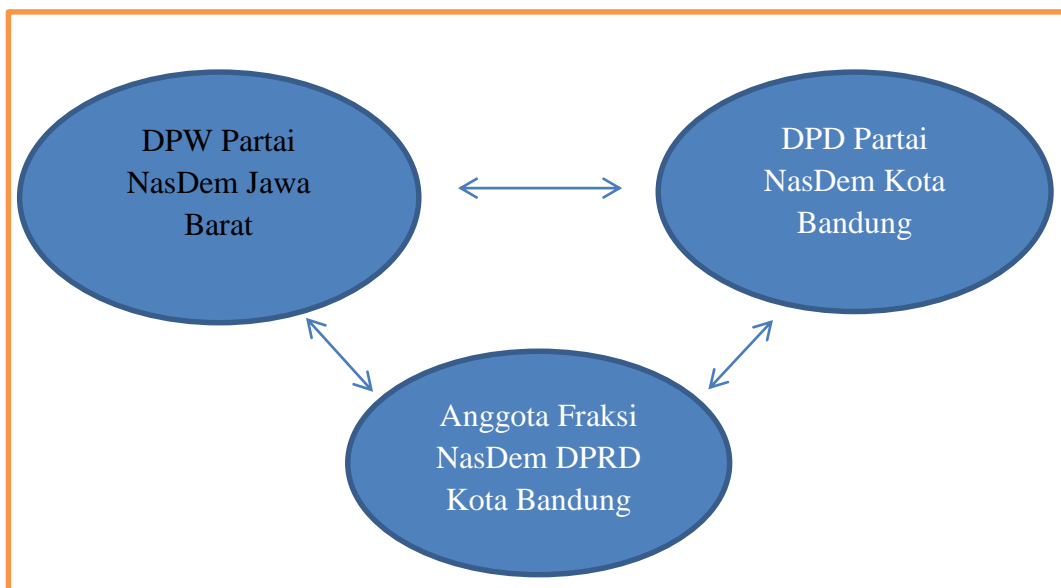 DPW Partai
NasDem Jawa
Barat
DPD Partai
NasDem Kota
Bandung
Anggota Fraksi
NasDem DPRD
Kota Bandung